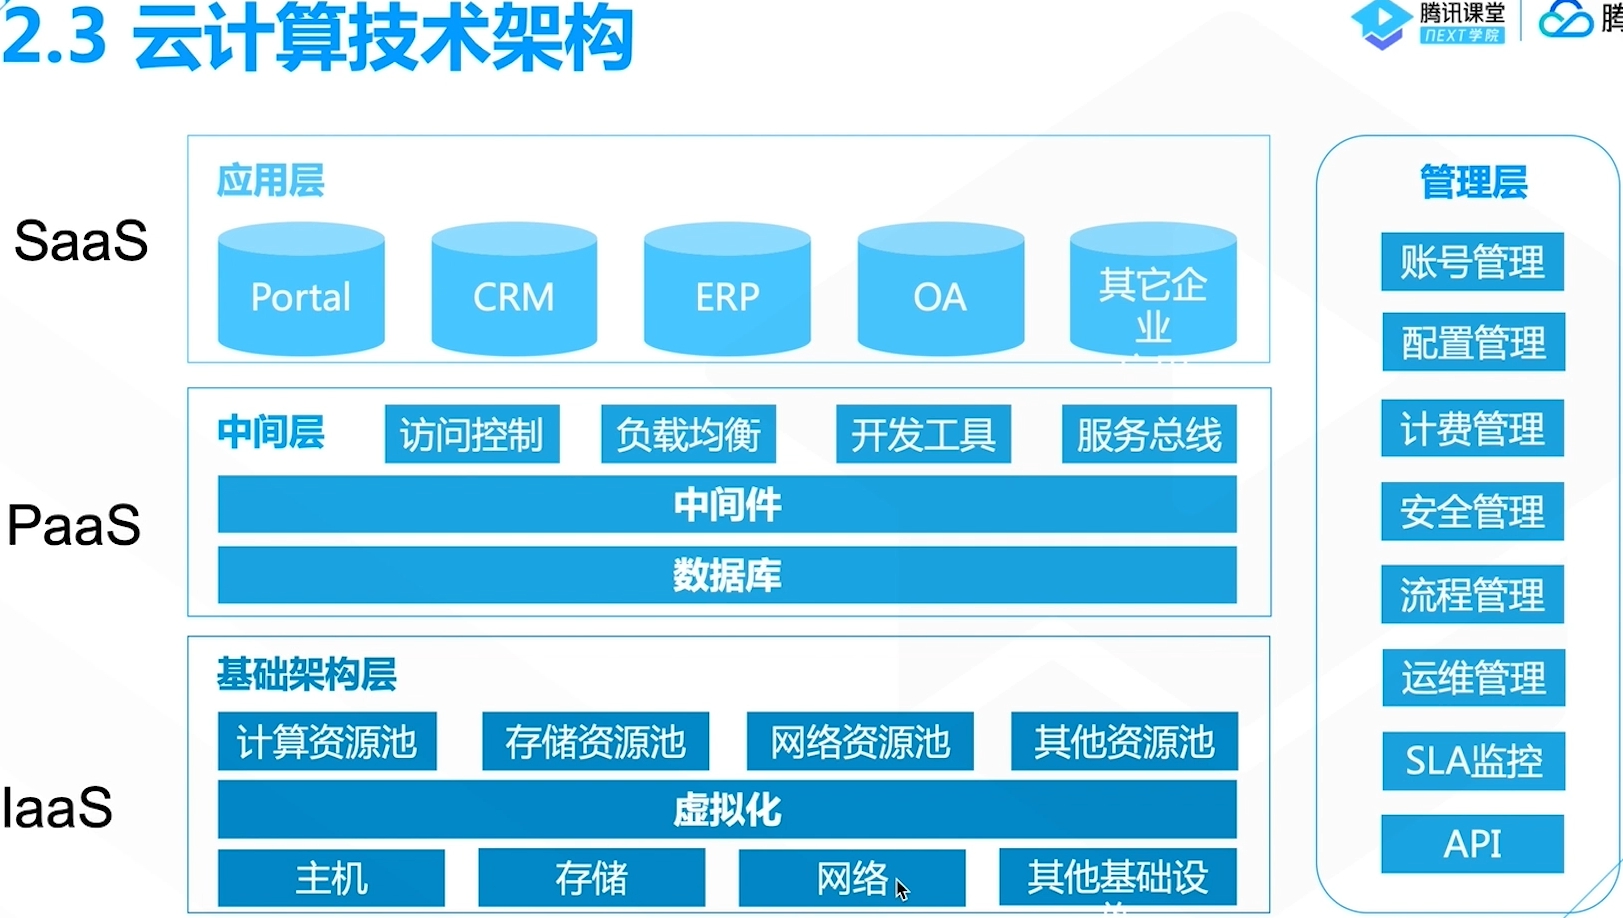 2.3 云计算技术架构
腾讯课堂
NEXT学院
腾
SaaS
应用层
Portal
CRM
ERP
OA
其它企
业
PaaS
中间层
访问控制
负载均衡
开发工具
服务总线
中间件
数据库
IaaS
基础架构层
计算资源池
存储资源池
网络资源池
其他资源池
虚拟化
主机
存储
网络
其他基础设
管理层
账号管理
配置管理
计费管理
安全管理
流程管理
运维管理
SLA监控
API